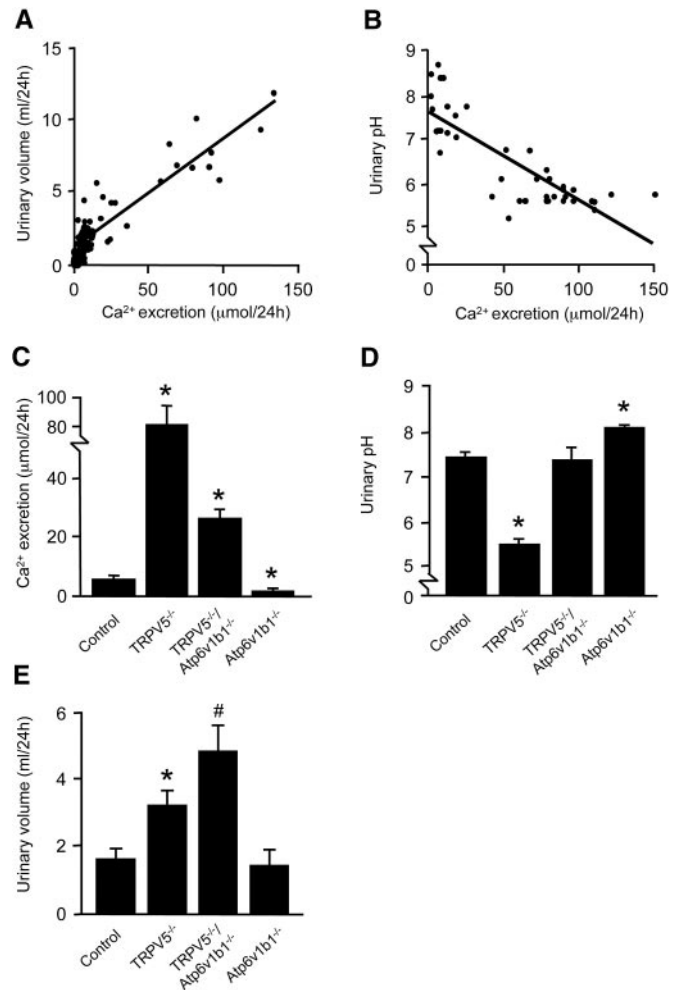 A
Urinary volume (ml/24h)
15
10
5
0
0 50 100 150
Ca²⁺ excretion (μmol/24h)
B
Urinary pH
9
8
7
6
5
0
0 50 100 150
Ca²⁺ excretion (μmol/24h)
C
Ca²⁺ excretion (μmol/24h)
100
80
40
20
0
*
*
*
Control
TRPV5⁻/⁻
TRPV5⁻/⁻/
Atp6v1b1⁻/⁻
Atp6v1b1⁻/⁻
D
Urinary pH
9
8
7
6
5
0
*
*
Control
TRPV5⁻/⁻
TRPV5⁻/⁻/
Atp6v1b1⁻/⁻
Atp6v1b1⁻/⁻
E
Urinary volume (ml/24h)
6
4
2
0
*
#
Control
TRPV5⁻/⁻
TRPV5⁻/⁻/
Atp6v1b1⁻/⁻
Atp6v1b1⁻/⁻